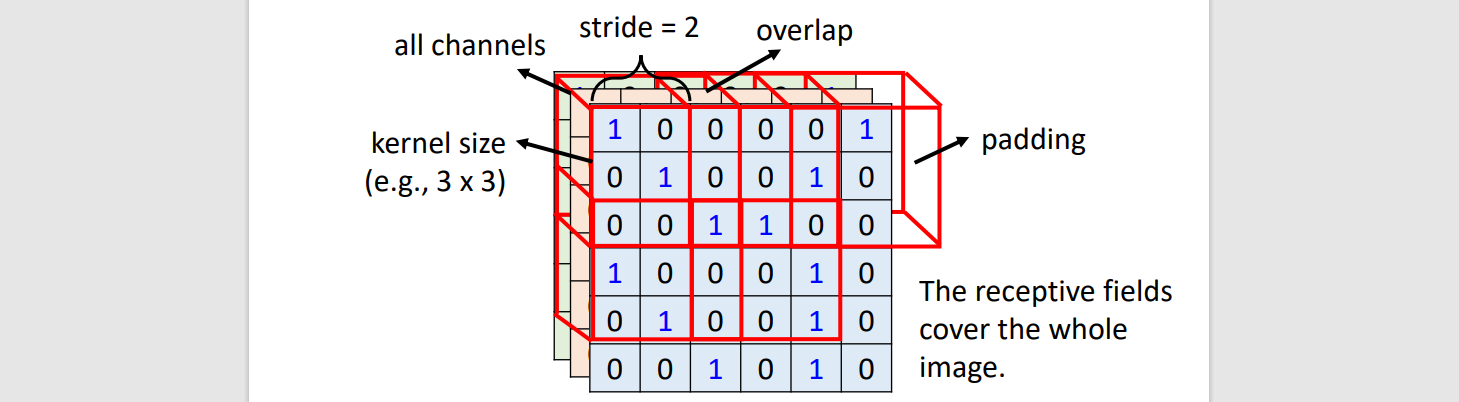 stride = 2
overlap
all channels
kernel size
(e.g., 3 x 3)
padding
1 0 0 0 0 1
0 1 0 0 1 0
0 0 1 1 0 0
1 0 0 0 1 0
0 1 0 0 1 0
0 0 1 0 1 0
The receptive fields
cover the whole
image.